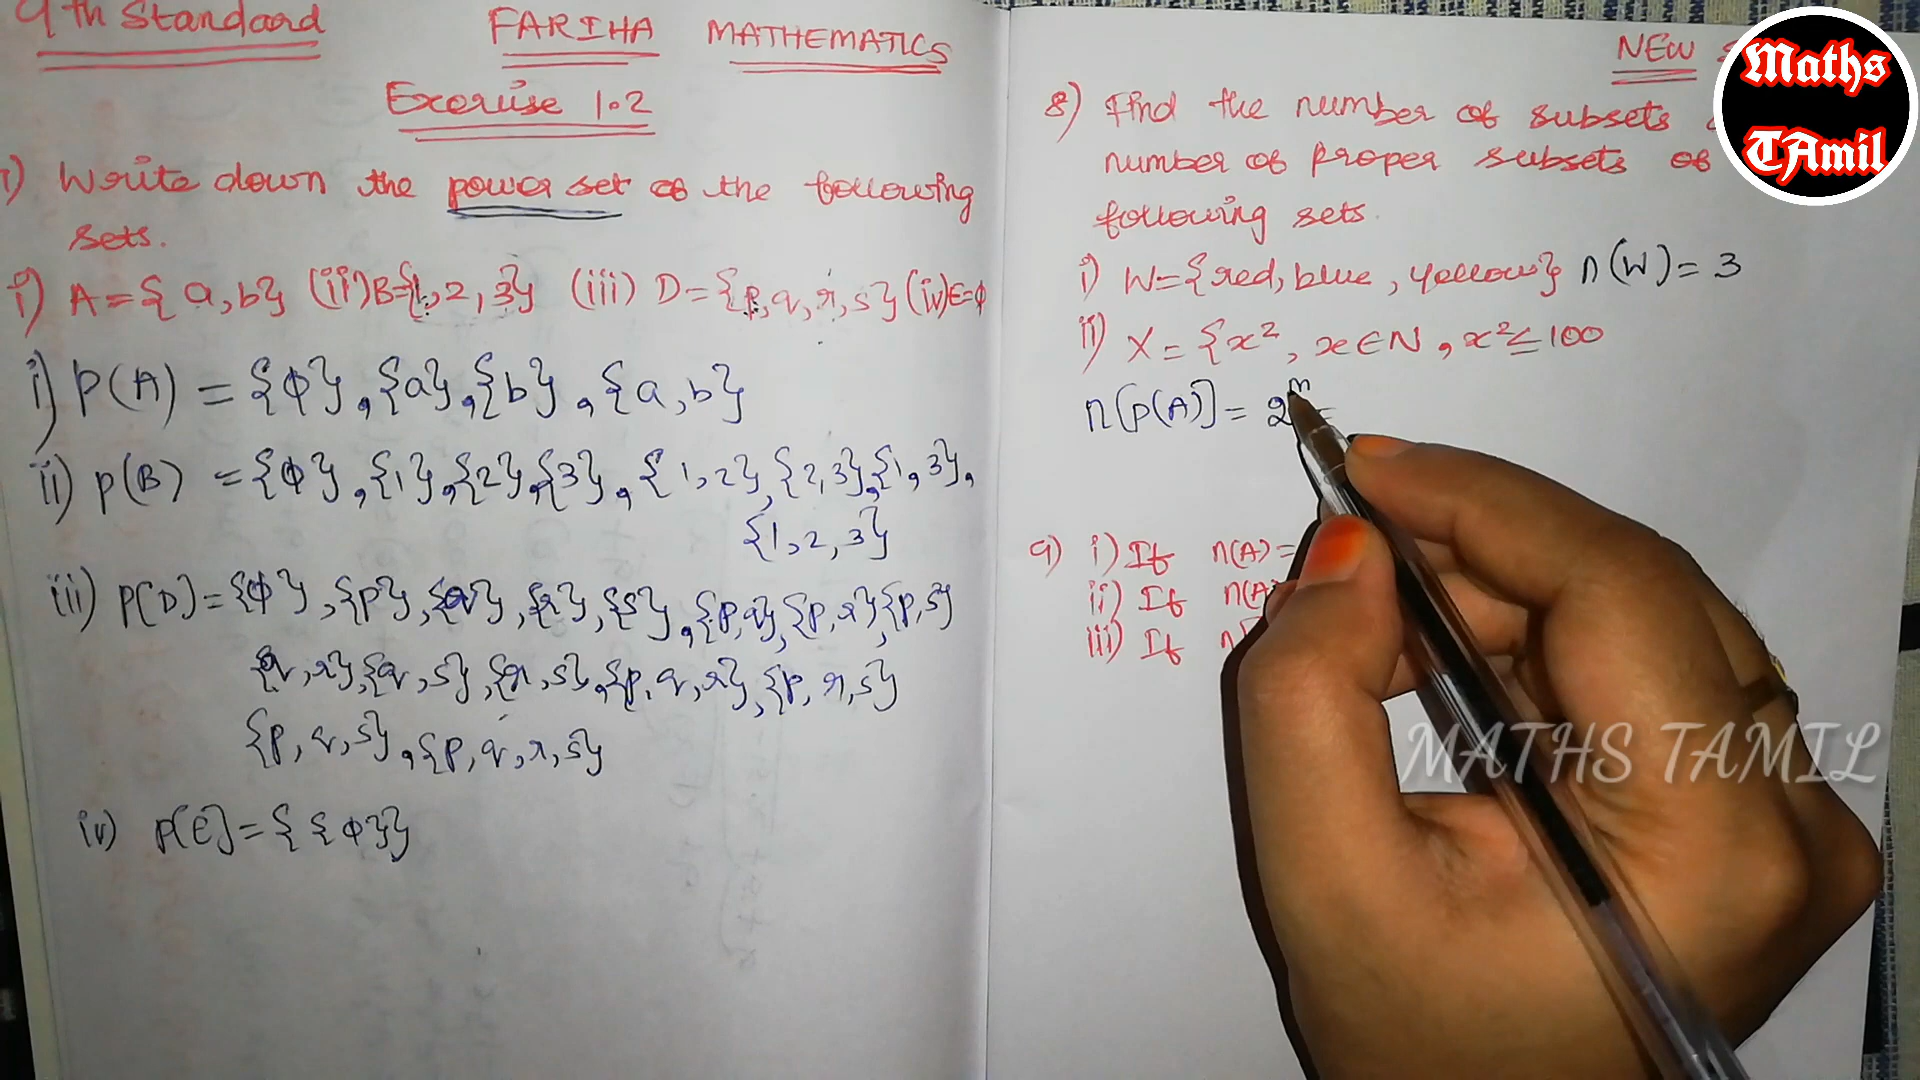 9th Standard
FARIHA MATHEMATICS
Exercise 1.2
7) Write down the power set of the following
sets.
i) A = {a, b} (ii) B={1, 2, 3} (iii) D = {p, q, r, s} (iv) E=ϕ
i) P(A) = {ϕ}, {a}, {b}, {a, b}
ii) P(B) = {ϕ}, {1}, {2}, {3}, {1, 2}, {2, 3}, {1, 3},
{1, 2, 3}
iii) P[D] = {ϕ}, {p}, {q}, {r}, {s}, {p, q}, {p, r}, {p, s}
{q, r}, {q, s}, {r, s}, {p, q, r}, {p, r, s}
{p, q, s}, {p, q, r, s}
iv) P[E] = { {ϕ}}
NEW
8) Find the number of subsets
number of proper subsets of
following sets.
i) W = {red, blue, yellow} n(W) = 3
ii) X = {x², x∈N, x² ≤ 100
n[P(A)] = 2ᵐ =
9) i) If n(A) =
ii) If n(A)
iii) If n[
Maths
TAmil
MATHS TAMIL